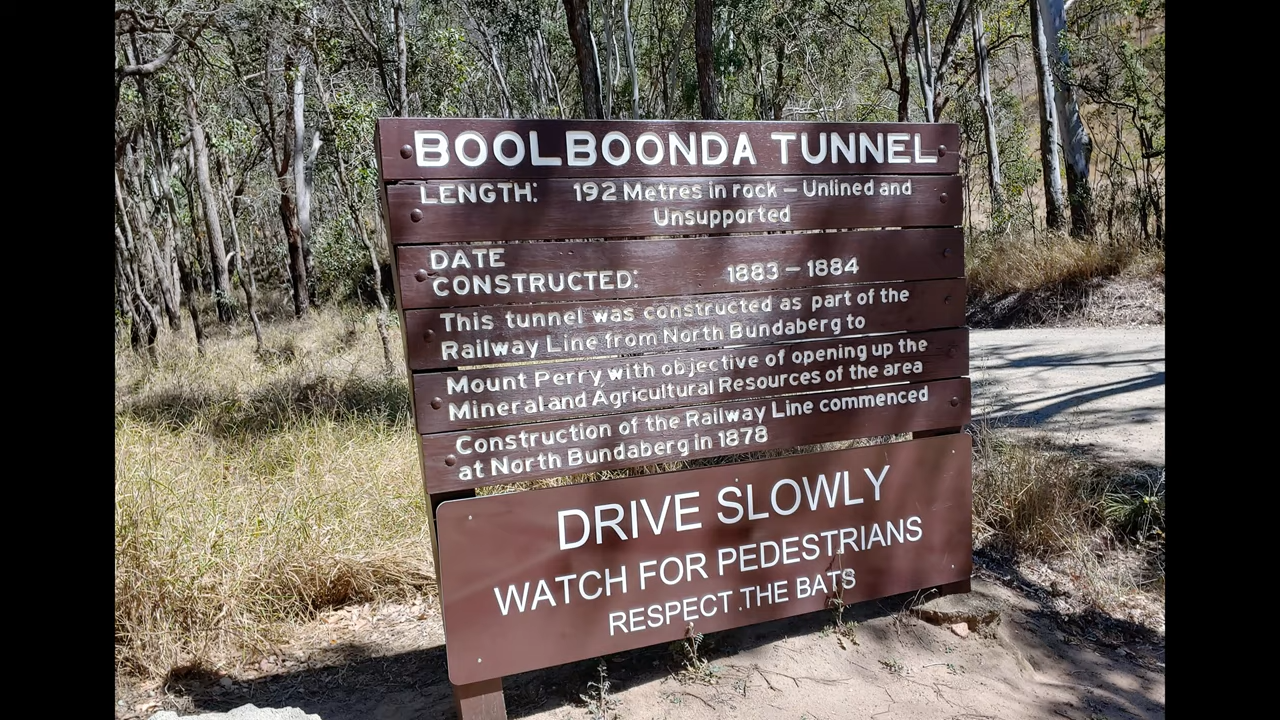 BOOLBOONDA TUNNEL
LENGTH: 192 Metres in rock – Unlined and
Unsupported
DATE
CONSTRUCTED: 1883 – 1884
This tunnel was constructed as part of the
Railway Line from North Bundaberg to
Mount Perry with objective of opening up the
Mineral and Agricultural Resources of the area
Construction of the Railway Line commenced
at North Bundaberg in 1878
DRIVE SLOWLY
WATCH FOR PEDESTRIANS
RESPECT THE BATS